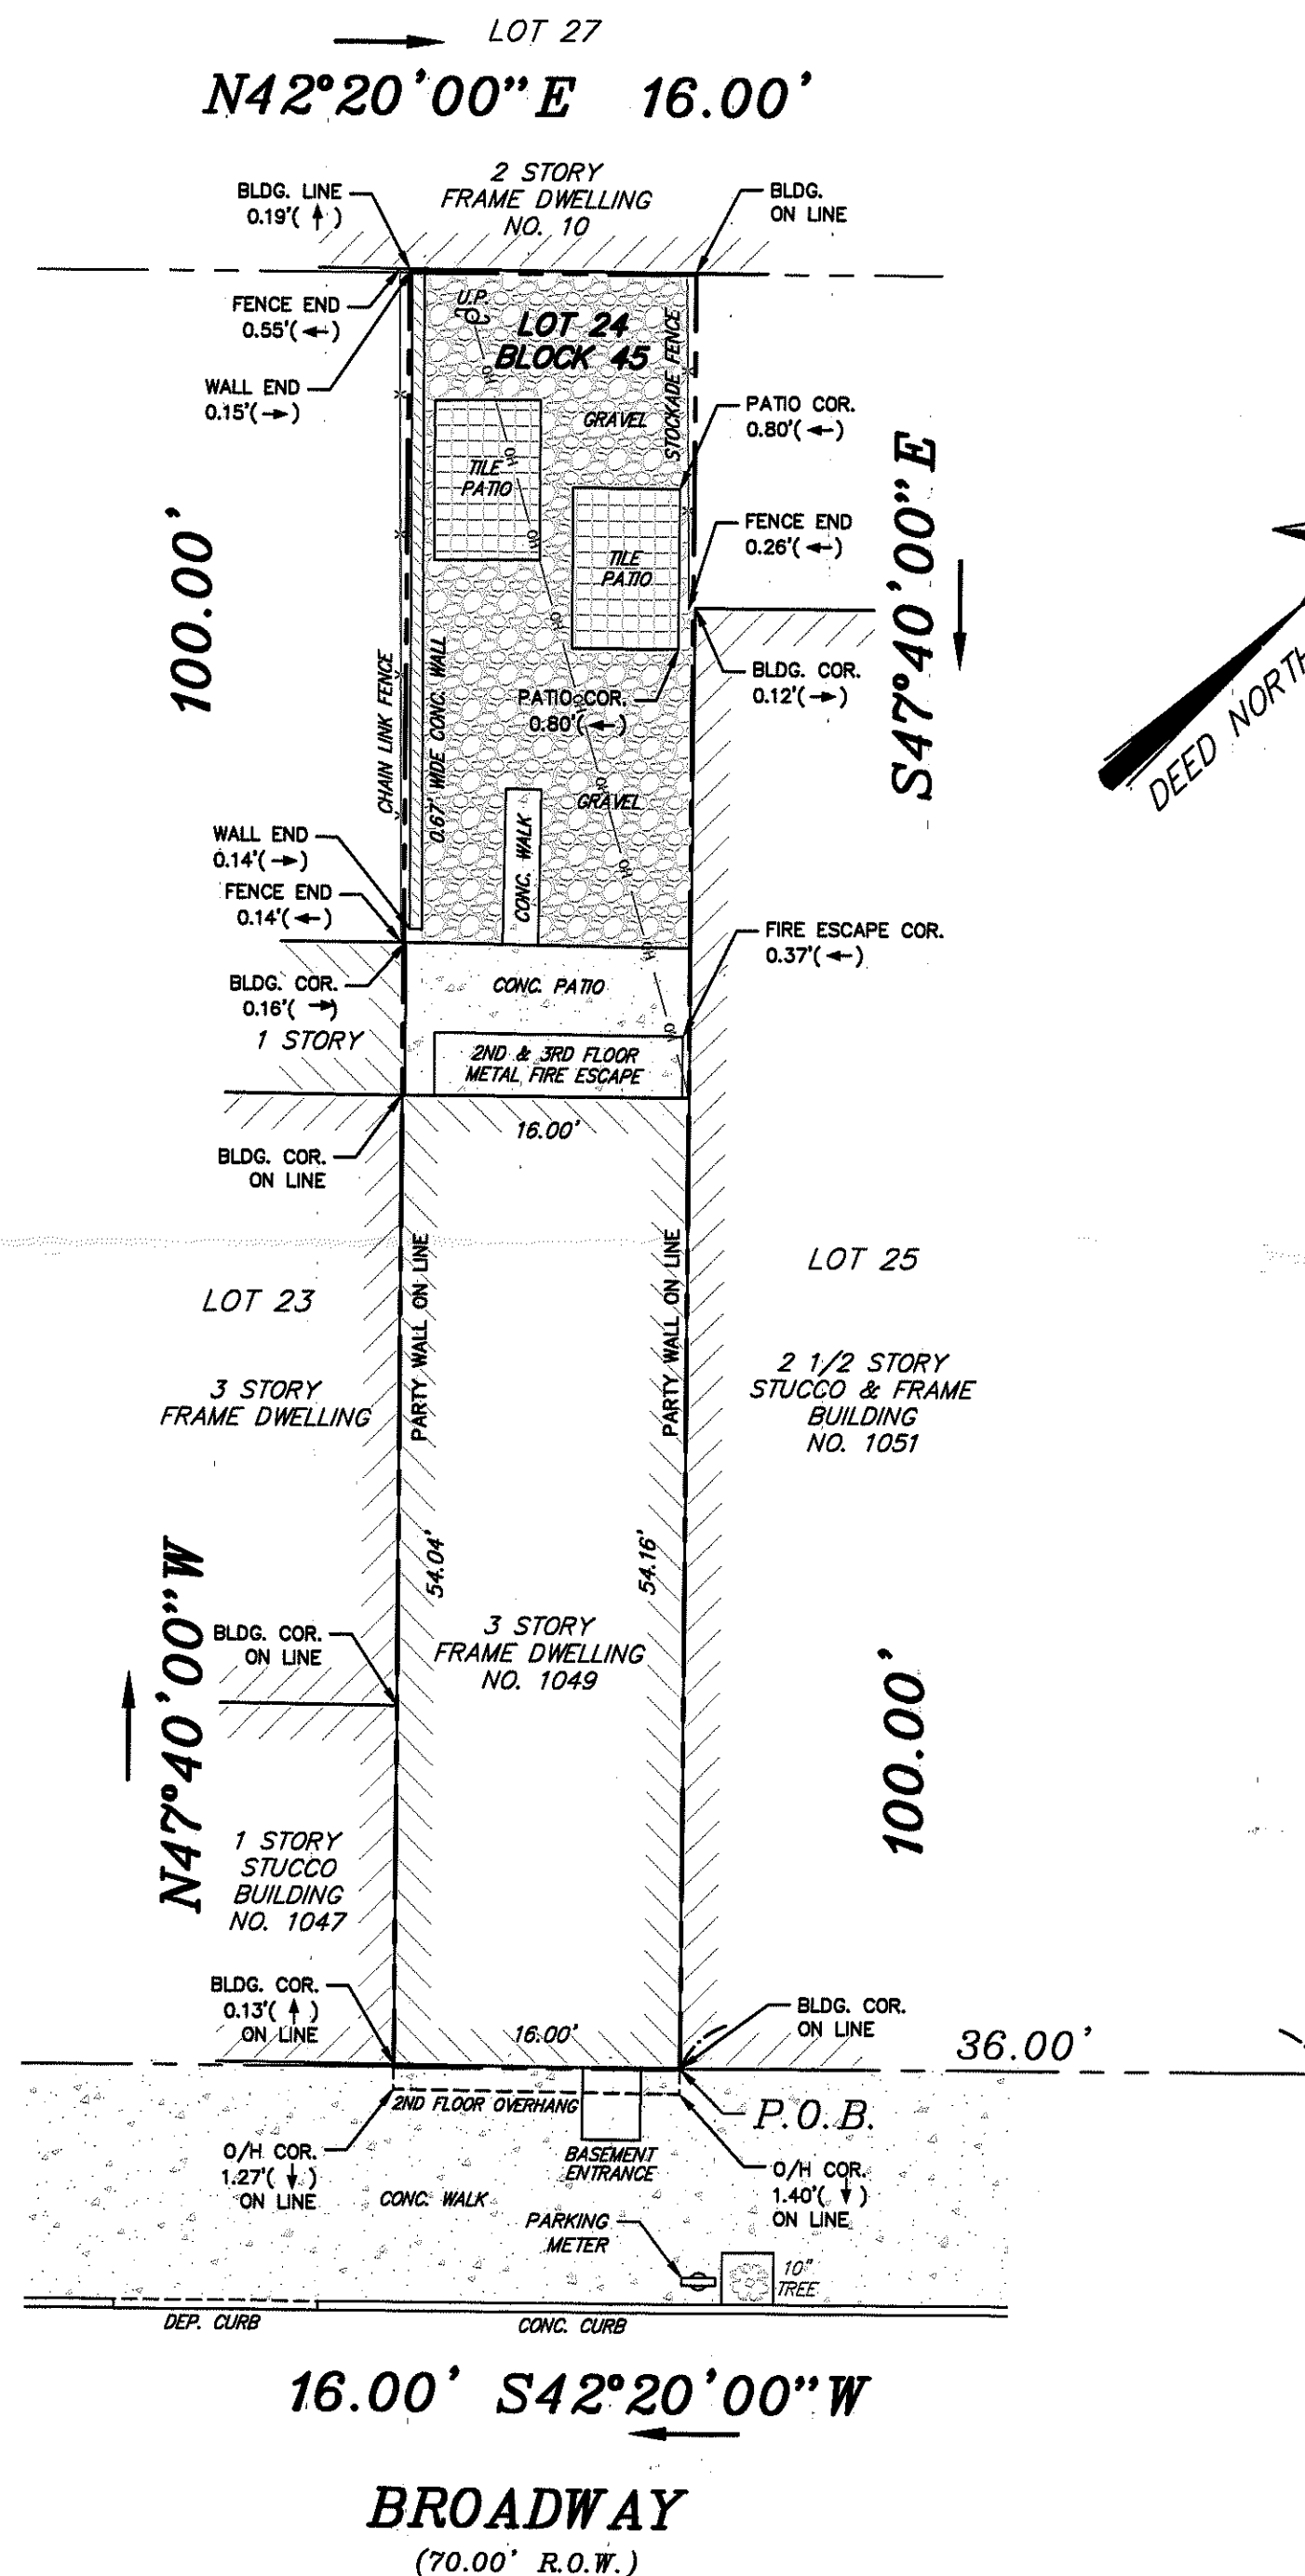 LOT 27
N42°20'00"E 16.00'
2 STORY
FRAME DWELLING
NO. 10
BLDG. LINE
0.19'(↑)
BLDG.
ON LINE
FENCE END
0.55'(←)
WALL END
0.15'(→)
U.P.
LOT 24
BLOCK 45
STOCKADE FENCE
GRAVEL
OH
TILE
PATIO
OH
OH
PATIO COR.
0.80'(←)
FENCE END
0.26'(←)
TILE
PATIO
100.00'
S47°40'00"E
DEED NORTH
OH
BLDG. COR.
0.12'(→)
CHAIN LINK FENCE
0.67' WIDE CONC. WALL
PATIO COR.
0.80'(←)
OH
OH
GRAVEL
CONC. WALK
OH
WALL END
0.14'(→)
FENCE END
0.14'(←)
FIRE ESCAPE COR.
0.37'(←)
OH
BLDG. COR.
0.16'(→)
1 STORY
CONC. PATIO
OH
2ND & 3RD FLOOR
METAL FIRE ESCAPE
16.00'
BLDG. COR.
ON LINE
PARTY WALL ON LINE
PARTY WALL ON LINE
LOT 25
LOT 23
2 1/2 STORY
STUCCO & FRAME
BUILDING
NO. 1051
3 STORY
FRAME DWELLING
54.04'
54.16'
N47°40'00"W
BLDG. COR.
ON LINE
3 STORY
FRAME DWELLING
NO. 1049
100.00'
1 STORY
STUCCO
BUILDING
NO. 1047
BLDG. COR.
0.13'(↑)
ON LINE
16.00'
BLDG. COR.
ON LINE
36.00'
2ND FLOOR OVERHANG
P.O.B.
O/H COR.
1.27'(↓)
ON LINE
BASEMENT
ENTRANCE
O/H COR.
1.40'(↓)
ON LINE
CONC. WALK
PARKING
METER
10"
TREE
DEP. CURB
CONC. CURB
16.00' S42°20'00"W
BROADWAY
(70.00' R.O.W.)